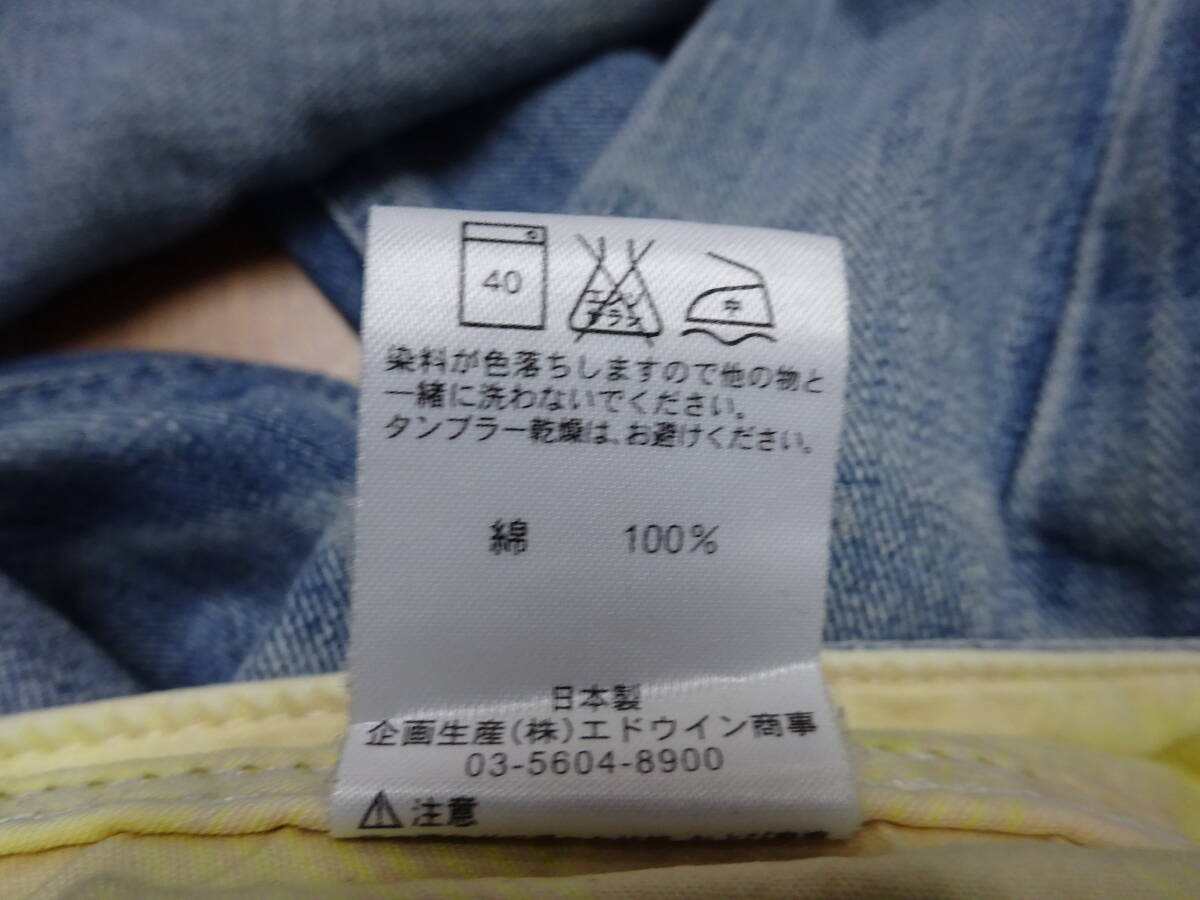 40
エンソ
サラシ
中
染料が色落ちしますので他の物と
一緒に洗わないでください。
タンブラー乾燥は、お避けください。
綿 100%
日本製
企画生産(株)エドウイン商事
03-5604-8900
注意